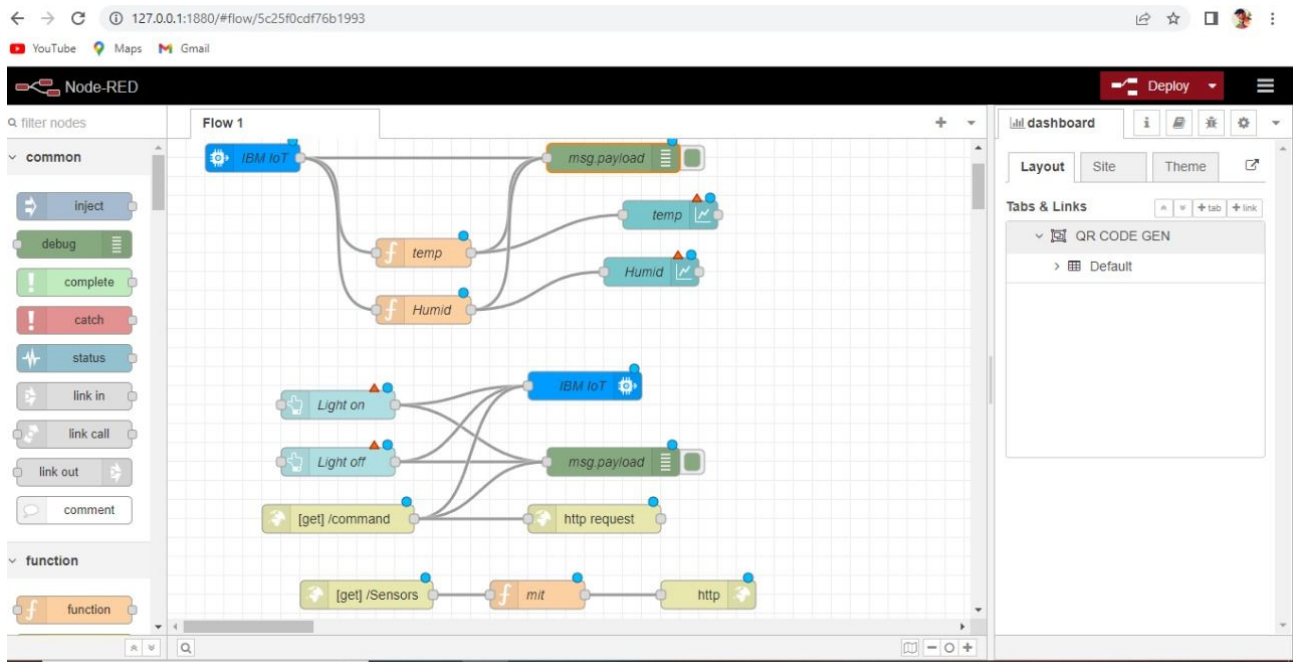 127.0.0.1:1880/#flow/5c25f0cdf76b1993
YouTube Maps Gmail
Node-RED
Deploy
filter nodes
Flow 1
dashboard
i
common
inject
debug
complete
catch
status
link in
link call
link out
comment
function
function
IBM IoT
msg.payload
temp
temp
Humid
Humid
IBM IoT
Light on
Light off
msg.payload
[get] /command
http request
[get] /Sensors
mit
http
Layout Site Theme
Tabs & Links
+ tab + link
QR CODE GEN
Default